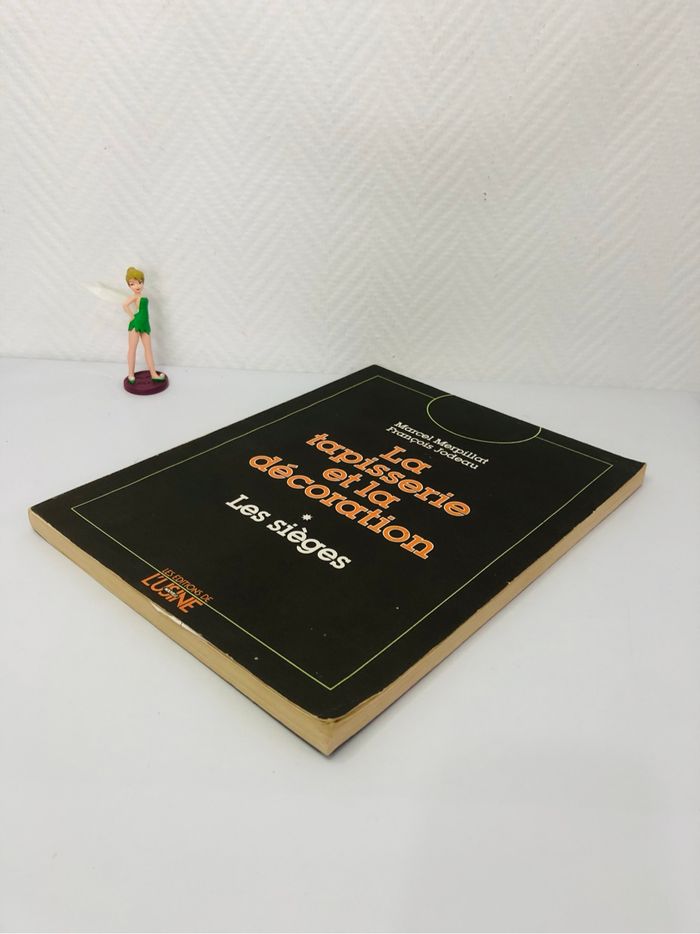 Marcel Merpillat
François Jodeau
La
tapisserie
et la
décoration
*
Les sièges
LES EDITIONS DE
L'USINE